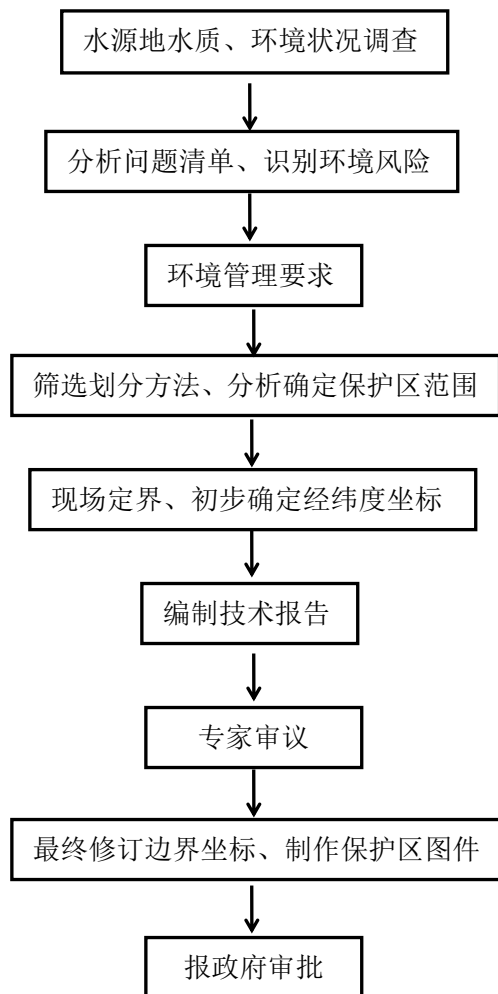 水源地水质、环境状况调查
分析问题清单、识别环境风险
环境管理要求
筛选划分方法、分析确定保护区范围
现场定界、初步确定经纬度坐标
编制技术报告
专家审议
最终修订边界坐标、制作保护区图件
报政府审批